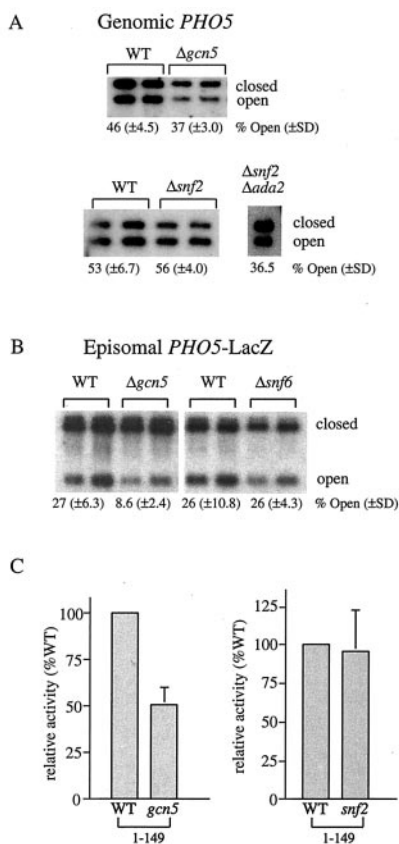 A Genomic PHO5
WT Δgcn5
closed
open
46 (±4.5) 37 (±3.0) % Open (±SD)
WT Δsnf2 Δsnf2
Δada2
closed
open
53 (±6.7) 56 (±4.0) 36.5 % Open (±SD)
B Episomal PHO5-LacZ
WT Δgcn5 WT Δsnf6
closed
open
27 (±6.3) 8.6 (±2.4) 26 (±10.8) 26 (±4.3) % Open (±SD)
C
relative activity (%WT)
100
50
0
WT gcn5
1-149
relative activity (%WT)
125
100
75
50
25
0
WT snf2
1-149